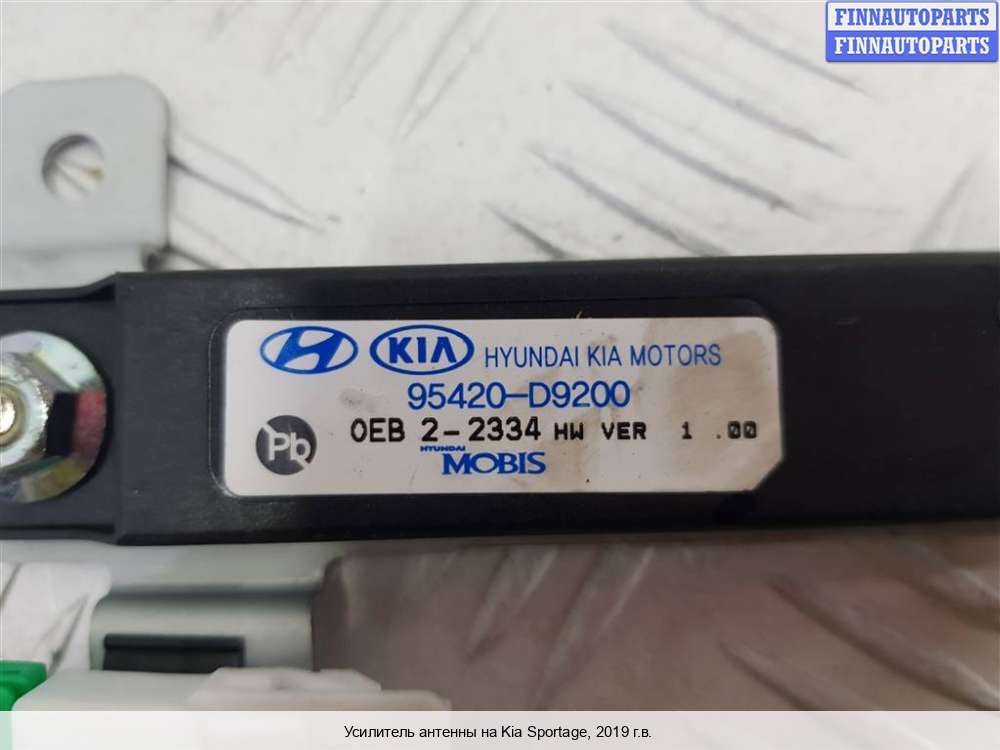 FINNAUTOPARTS
FINNAUTOPARTS
KIA HYUNDAI KIA MOTORS
95420-D9200
Pb OEB 2-2334 HW VER 1 .00
HYUNDAI
MOBIS
Усилитель антенны на Kia Sportage, 2019 г.в.